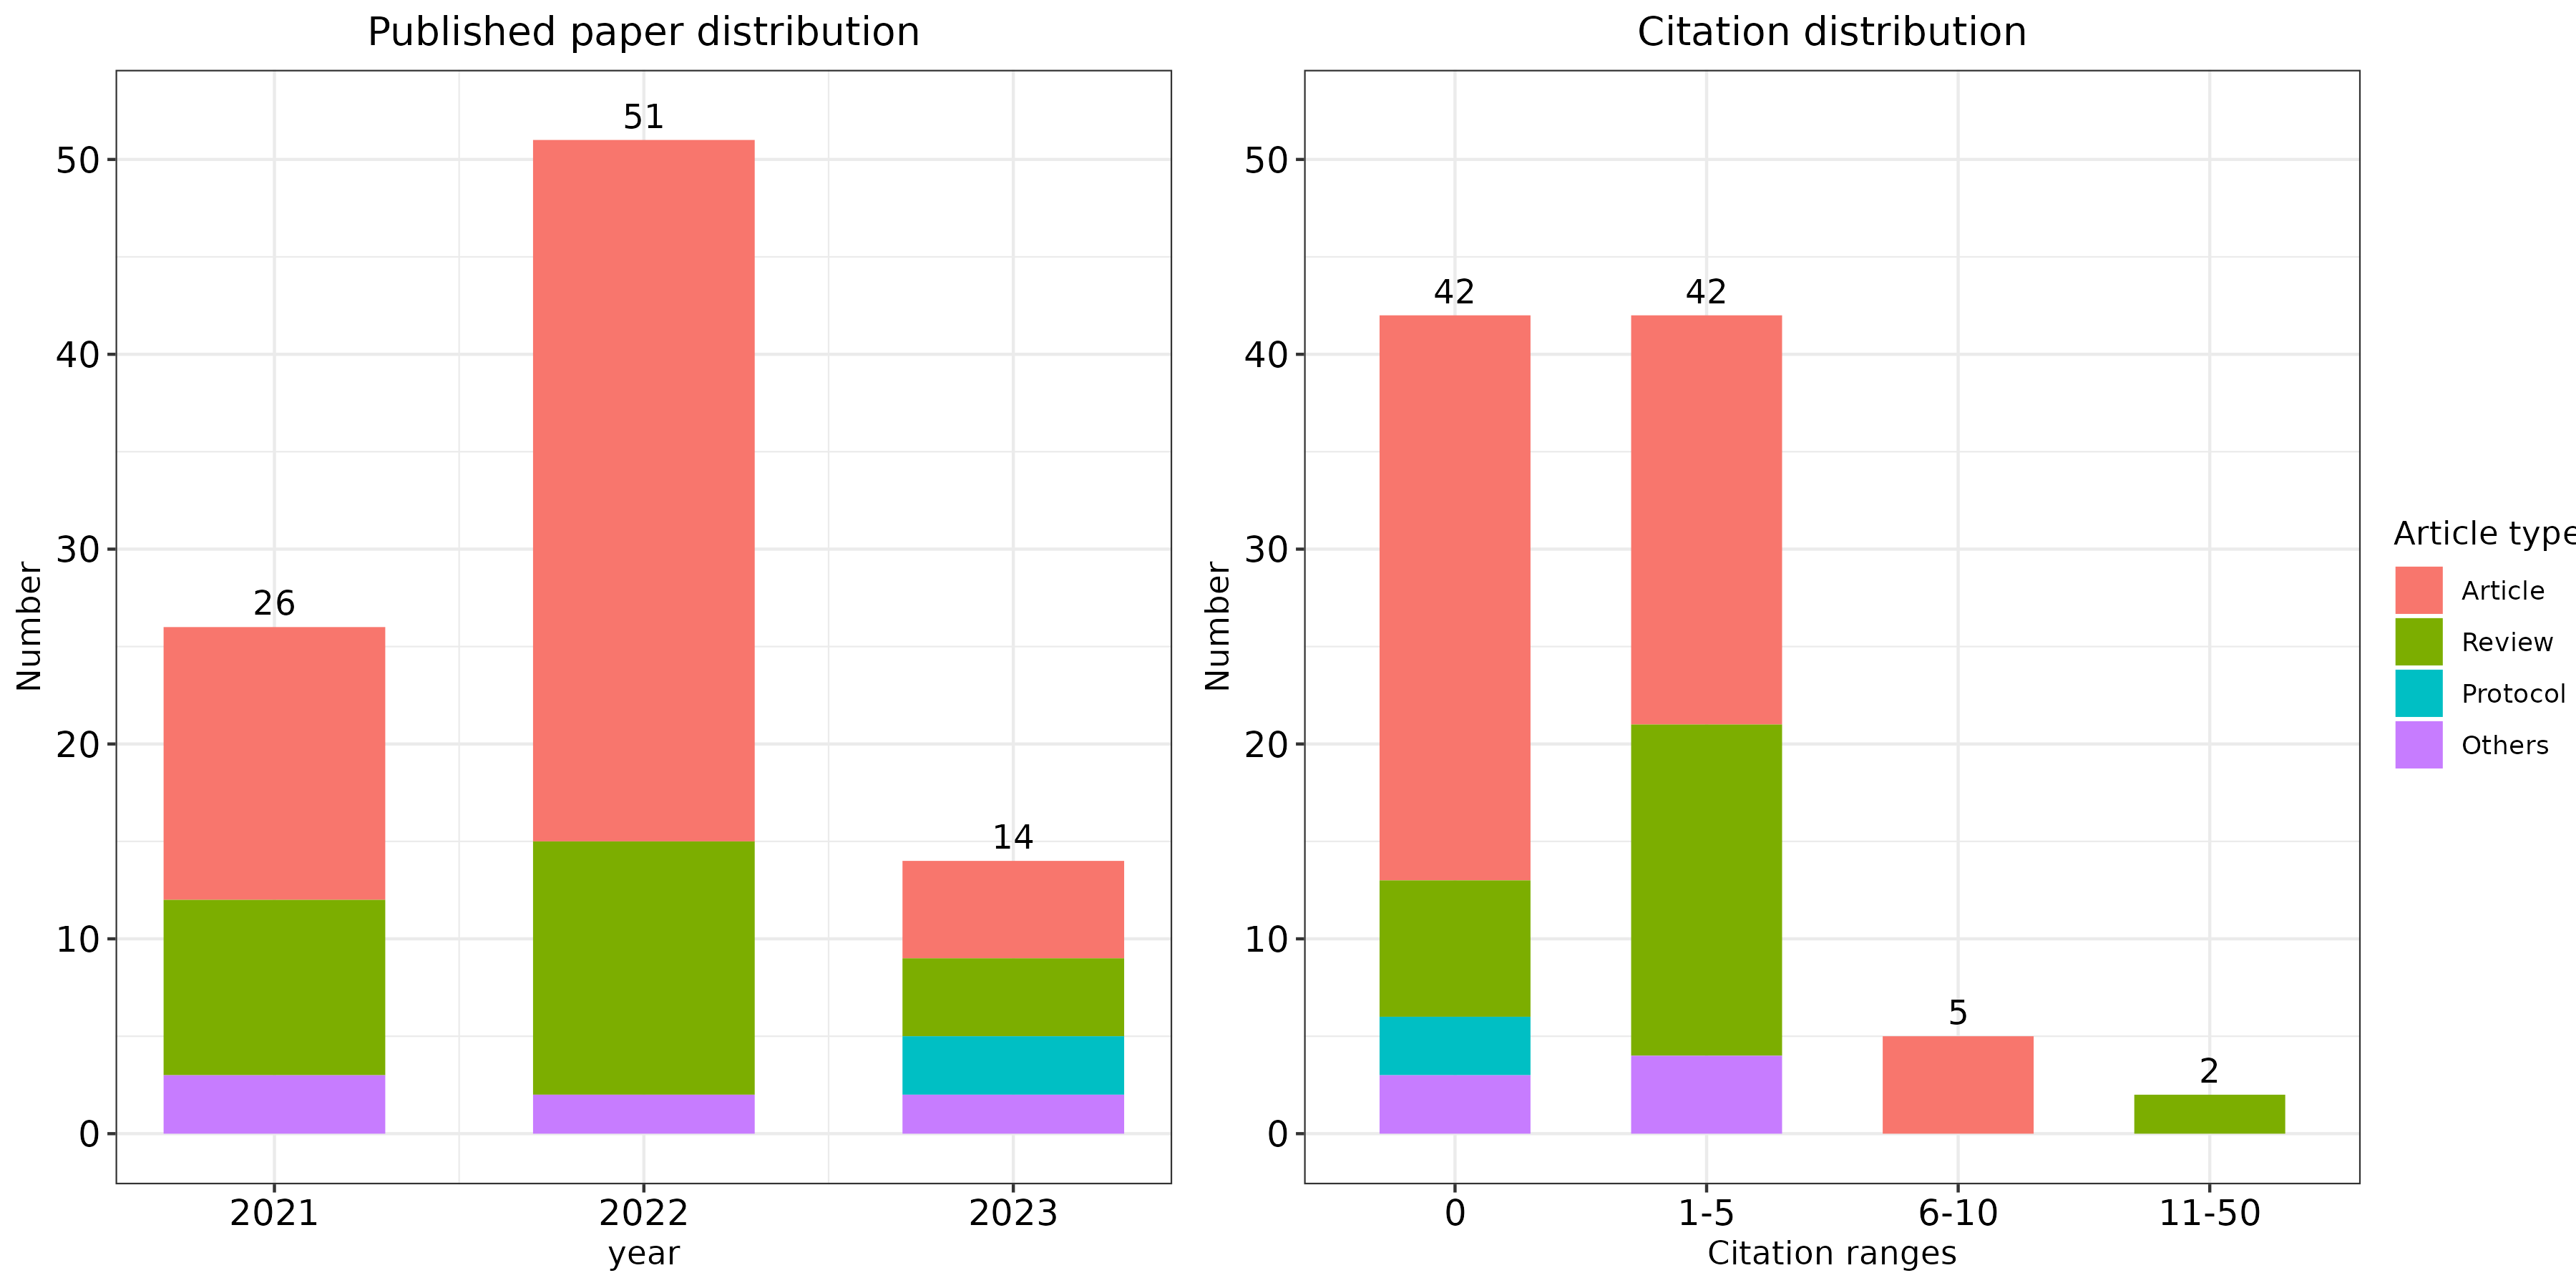 Published paper distribution
51
50
40
30
26
20
14
10
0
Number
2021 2022 2023
year
Citation distribution
50
42 42
40
30
20
10
5
2
0
Number
0 1-5 6-10 11-50
Citation ranges
Article type
Article
Review
Protocol
Others